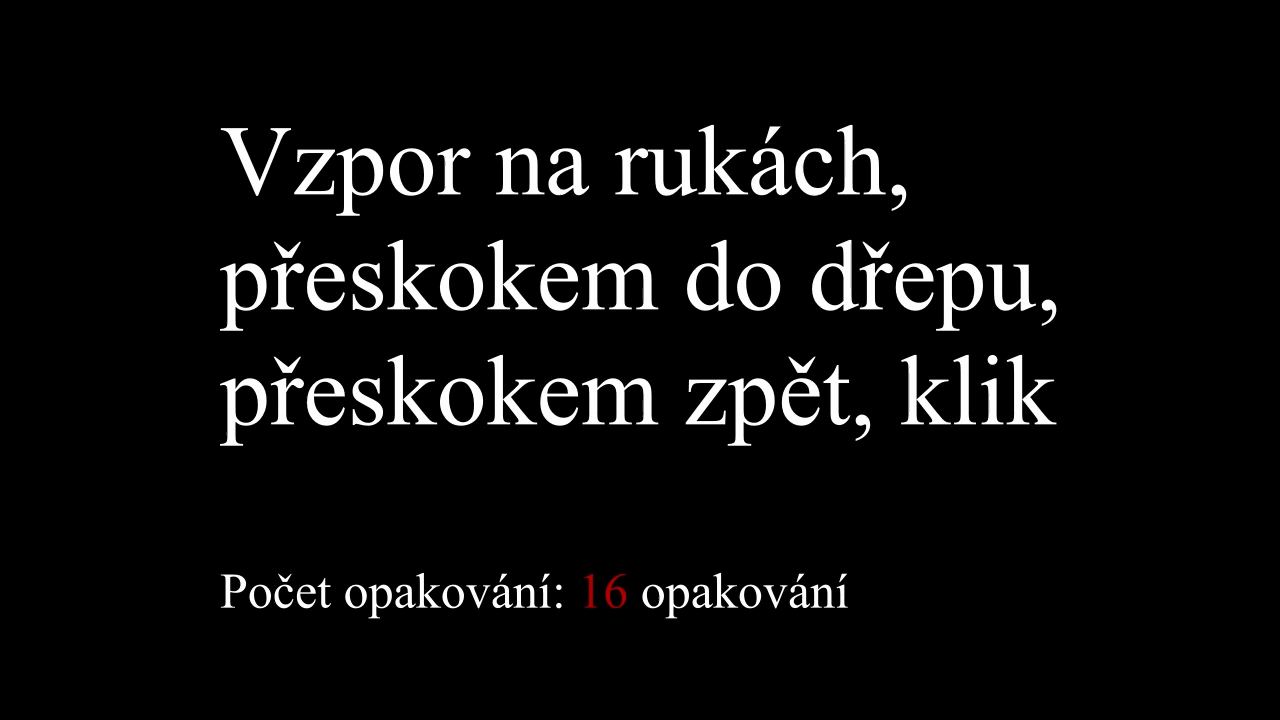 Vzpor na rukách,
přeskokem do dřepu,
přeskokem zpět, klik
Počet opakování: 16 opakování